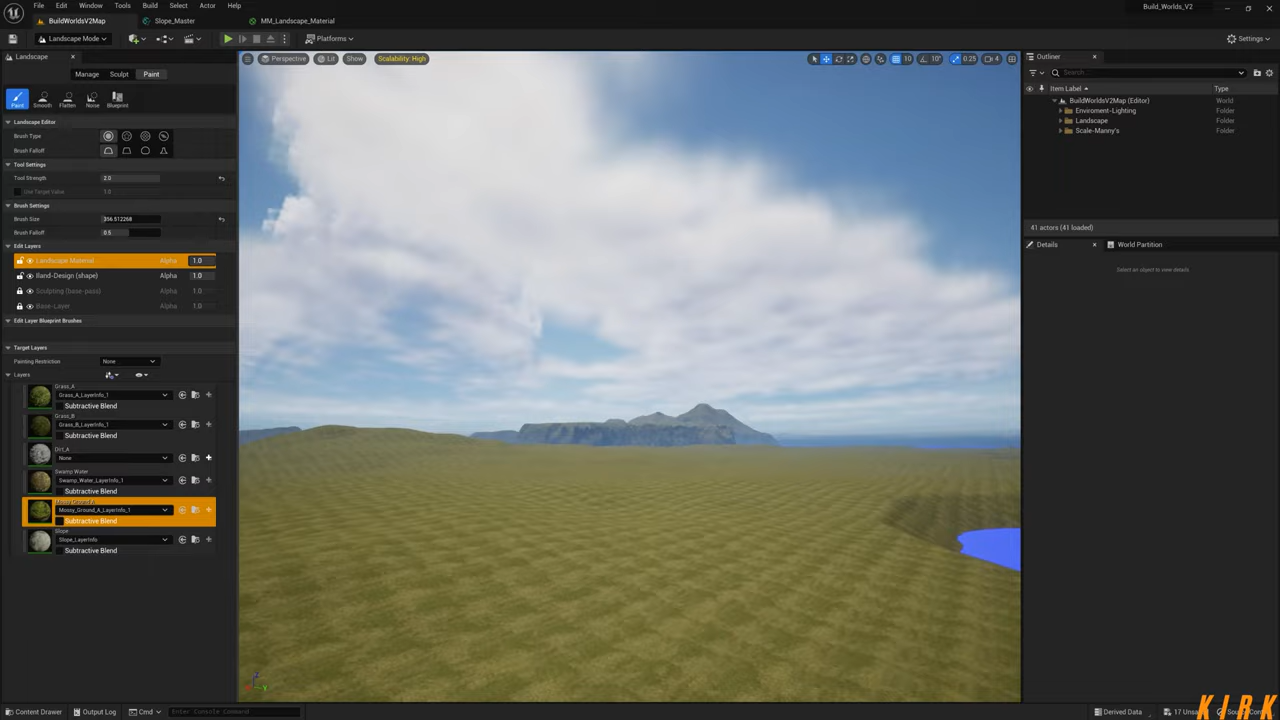 File Edit Window Tools Build Select Actor Help
Build_Worlds_V2
BuildWorldsV2Map Slope_Master MM_Landscape_Material
Landscape Mode Platforms Settings
Landscape
Manage Sculpt Paint
Paint Smooth Flatten Noise Blueprint
Landscape Editor
Brush Type
Brush Falloff
Tool Settings
Tool Strength 2.0
Use Target Value 1.0
Brush Settings
Brush Size 356.512268
Brush Falloff 0.5
Edit Layers
Landscape Material Alpha 1.0
Iland-Design (shape) Alpha 1.0
Sculpting (base-pass) Alpha 1.0
Base-Layer Alpha 1.0
Edit Layer Blueprint Brushes
Target Layers
Painting Restriction None
Layers
Grass_A
Grass_A_LayerInfo_1
Subtractive Blend
Grass_B
Grass_B_LayerInfo_1
Subtractive Blend
Dirt_A
None
Swamp Water
Swamp_Water_LayerInfo_1
Subtractive Blend
Mossy_Ground_A_LayerInfo_1
Subtractive Blend
Slope
Slope_LayerInfo
Subtractive Blend
Perspective Lit Show Scalability: High
10 10° 0.25 4
Outliner
Search...
Item Label Type
BuildWorldsV2Map (Editor) World
Enviroment-Lighting Folder
Landscape Folder
Scale-Manny's Folder
41 actors (41 loaded)
Details World Partition
Select an object to view details
Content Drawer Output Log Cmd Enter Console Command
Derived Data 17 Unsa
KIRK